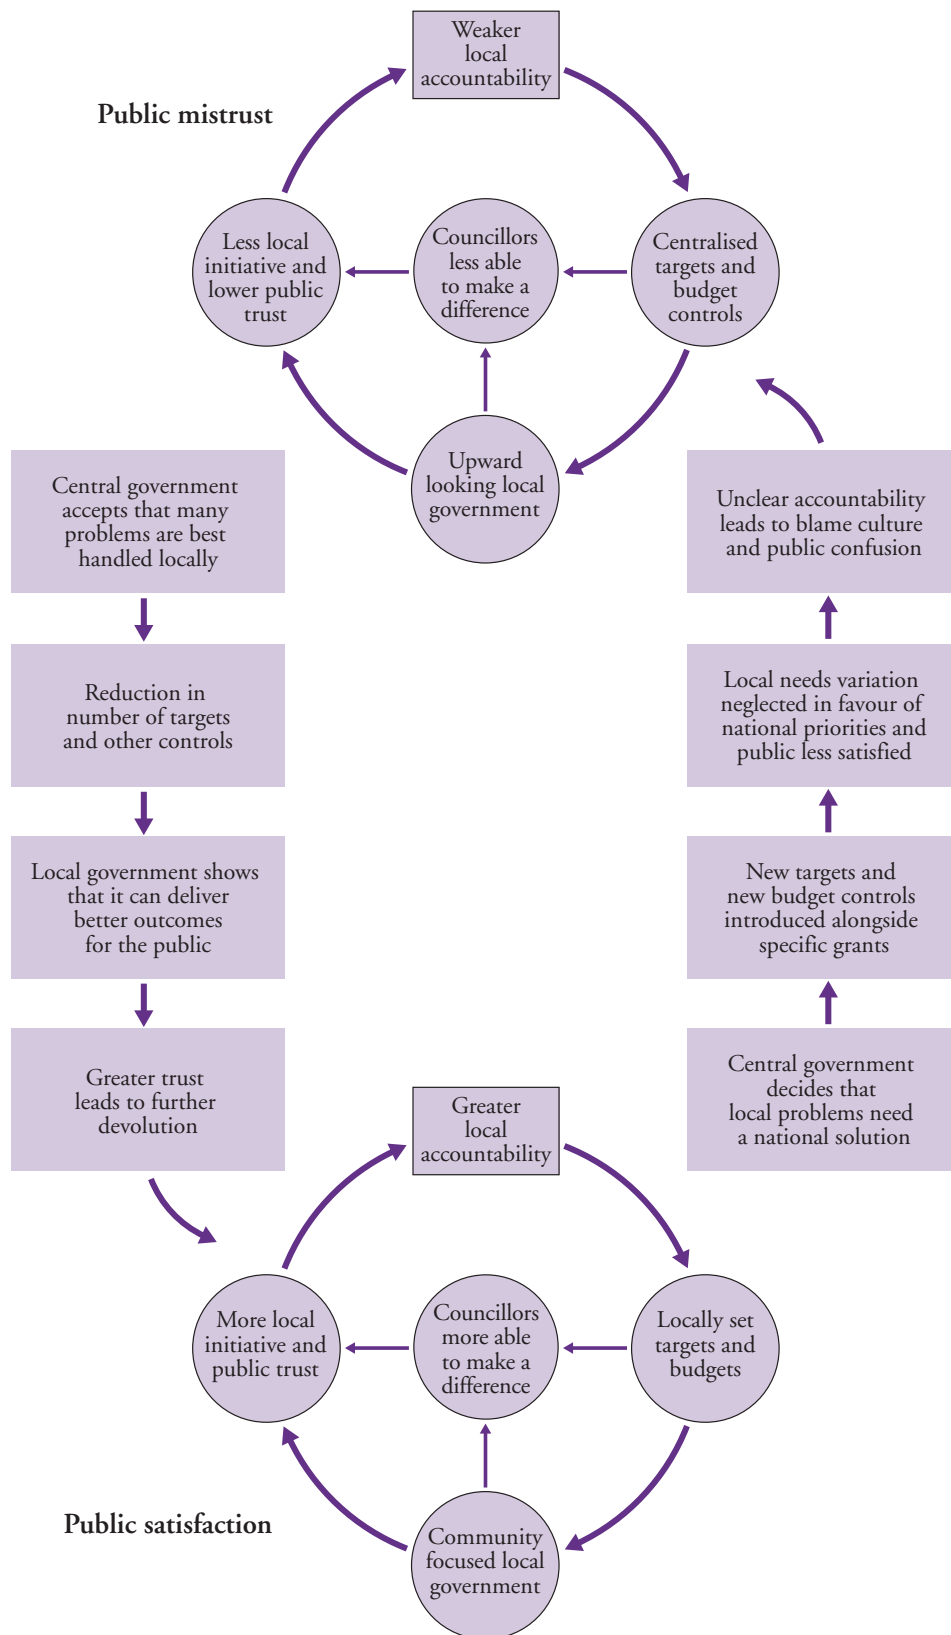 Weaker
local
accountability
Public mistrust
Less local
initiative and
lower public
trust
Councillors
less able
to make a
difference
Centralised
targets and
budget
controls
Upward
looking local
government
Central government
accepts that many
problems are best
handled locally
Reduction in
number of targets
and other controls
Local government shows
that it can deliver
better outcomes
for the public
Greater trust
leads to further
devolution
Unclear accountability
leads to blame culture
and public confusion
Local needs variation
neglected in favour of
national priorities and
public less satisfied
New targets and
new budget controls
introduced alongside
specific grants
Central government
decides that
local problems need
a national solution
Greater
local
accountability
More local
initiative and
public trust
Councillors
more able
to make a
difference
Locally set
targets and
budgets
Public satisfaction
Community
focused local
government